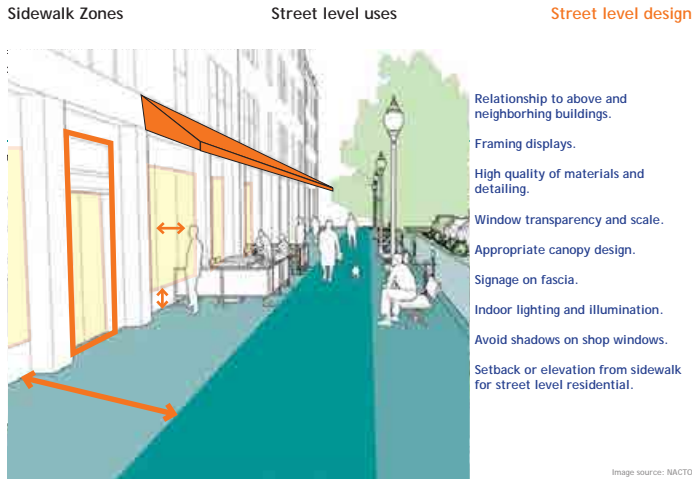 Sidewalk Zones
Street level uses
Street level design
Relationship to above and
neighborhing buildings.
Framing displays.
High quality of materials and
detailing.
Window transparency and scale.
Appropriate canopy design.
Signage on fascia.
Indoor lighting and illumination.
Avoid shadows on shop windows.
Setback or elevation from sidewalk
for street level residential.
Image source: NACTO